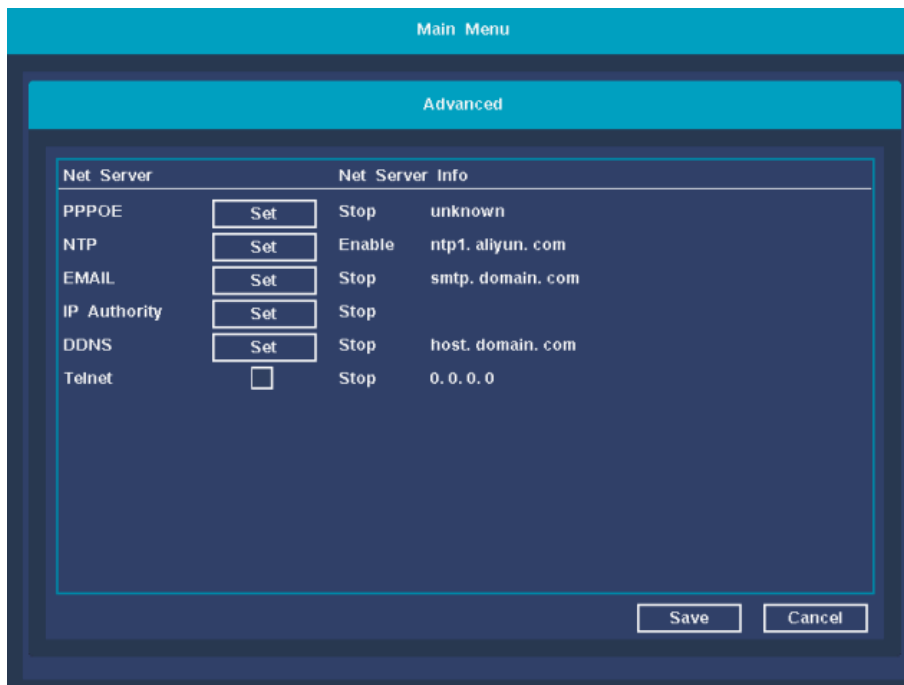 Main Menu
Advanced
Net Server Net Server Info
PPPOE Set Stop unknown
NTP Set Enable ntp1. aliyun. com
EMAIL Set Stop smtp. domain. com
IP Authority Set Stop
DDNS Set Stop host. domain. com
Telnet Stop 0. 0. 0. 0
Save Cancel